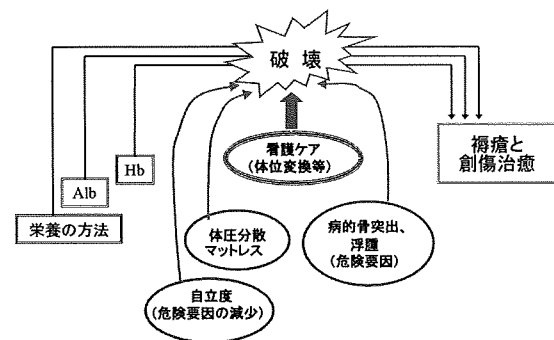 破 壊
看護ケア
(体位変換等)
褥瘡と
創傷治癒
Hb
Alb
栄養の方法
体圧分散
マットレス
病的骨突出、
浮腫
(危険要因)
自立度
(危険要因の減少)